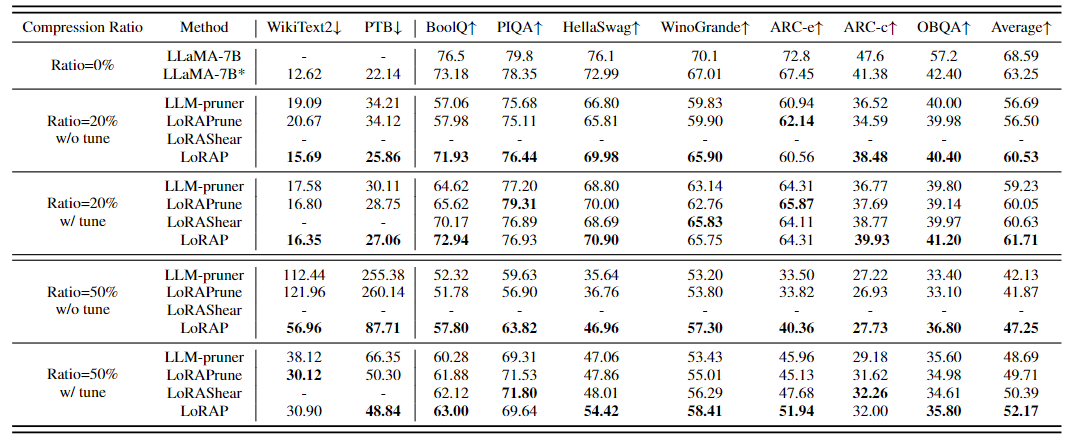 Compression Ratio Method WikiText2↓ PTB↓ BoolQ↑ PIQA↑ HellaSwag↑ WinoGrande↑ ARC-e↑ ARC-c↑ OBQA↑ Average↑
Ratio=0%
LLaMA-7B - - 76.5 79.8 76.1 70.1 72.8 47.6 57.2 68.59
LLaMA-7B* 12.62 22.14 73.18 78.35 72.99 67.01 67.45 41.38 42.40 63.25
Ratio=20%
w/o tune
LLM-pruner 19.09 34.21 57.06 75.68 66.80 59.83 60.94 36.52 40.00 56.69
LoRAPrune 20.67 34.12 57.98 75.11 65.81 59.90 62.14 34.59 39.98 56.50
LoRAShear - - - - - - - - - -
LoRAP 15.69 25.86 71.93 76.44 69.98 65.90 60.56 38.48 40.40 60.53
Ratio=20%
w/ tune
LLM-pruner 17.58 30.11 64.62 77.20 68.80 63.14 64.31 36.77 39.80 59.23
LoRAPrune 16.80 28.75 65.62 79.31 70.00 62.76 65.87 37.69 39.14 60.05
LoRAShear - - 70.17 76.89 68.69 65.83 64.11 38.77 39.97 60.63
LoRAP 16.35 27.06 72.94 76.93 70.90 65.75 64.31 39.93 41.20 61.71
Ratio=50%
w/o tune
LLM-pruner 112.44 255.38 52.32 59.63 35.64 53.20 33.50 27.22 33.40 42.13
LoRAPrune 121.96 260.14 51.78 56.90 36.76 53.80 33.82 26.93 33.10 41.87
LoRAShear - - - - - - - - - -
LoRAP 56.96 87.71 57.80 63.82 46.96 57.30 40.36 27.73 36.80 47.25
Ratio=50%
w/ tune
LLM-pruner 38.12 66.35 60.28 69.31 47.06 53.43 45.96 29.18 35.60 48.69
LoRAPrune 30.12 50.30 61.88 71.53 47.86 55.01 45.13 31.62 34.98 49.71
LoRAShear - - 62.12 71.80 48.01 56.29 47.68 32.26 34.61 50.39
LoRAP 30.90 48.84 63.00 69.64 54.42 58.41 51.94 32.00 35.80 52.17